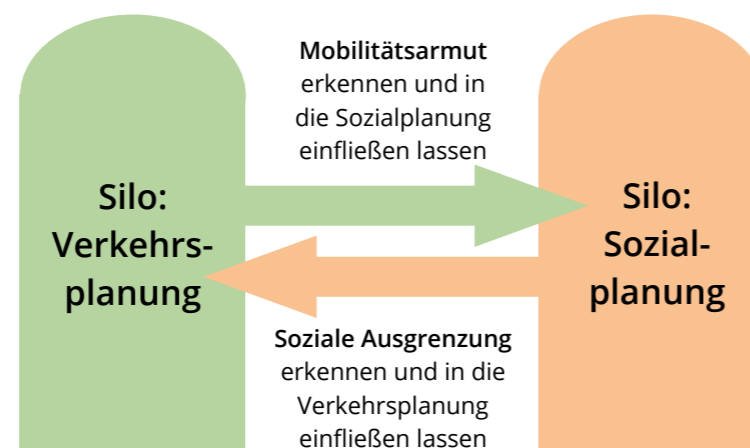 Mobilitätsarmut
erkennen und in
die Sozialplanung
einfließen lassen
Silo:
Verkehrs-
planung
Silo:
Sozial-
planung
Soziale Ausgrenzung
erkennen und in die
Verkehrsplanung
einfließen lassen